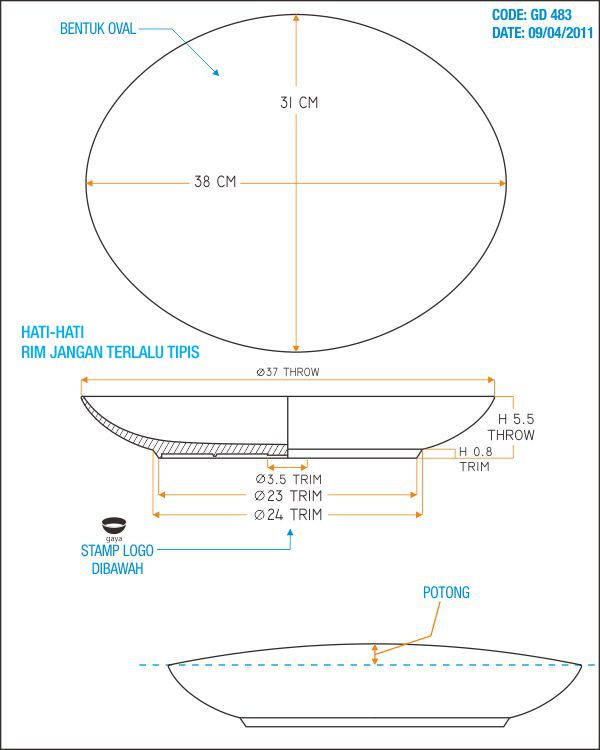 BENTUK OVAL
CODE: GD 483
DATE: 09/04/2011
31 CM
38 CM
HATI-HATI
RIM JANGAN TERLALU TIPIS
Ø37 THROW
H 5.5
THROW
H 0.8
TRIM
Ø3.5 TRIM
Ø23 TRIM
Ø24 TRIM
gaya
STAMP LOGO
DIBAWAH
POTONG